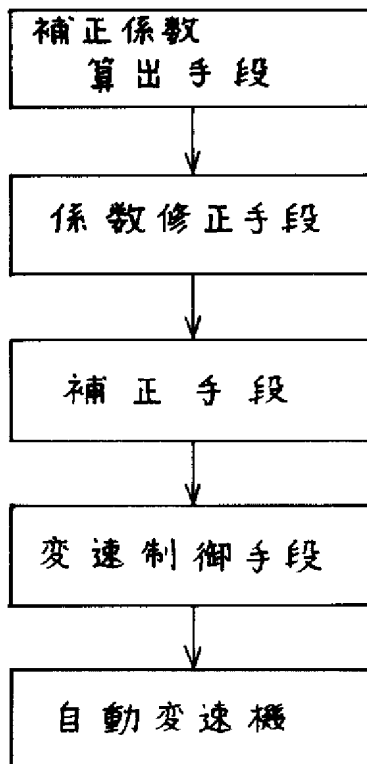 補正係数
算出手段
係数修正手段
補正手段
変速制御手段
自動変速機